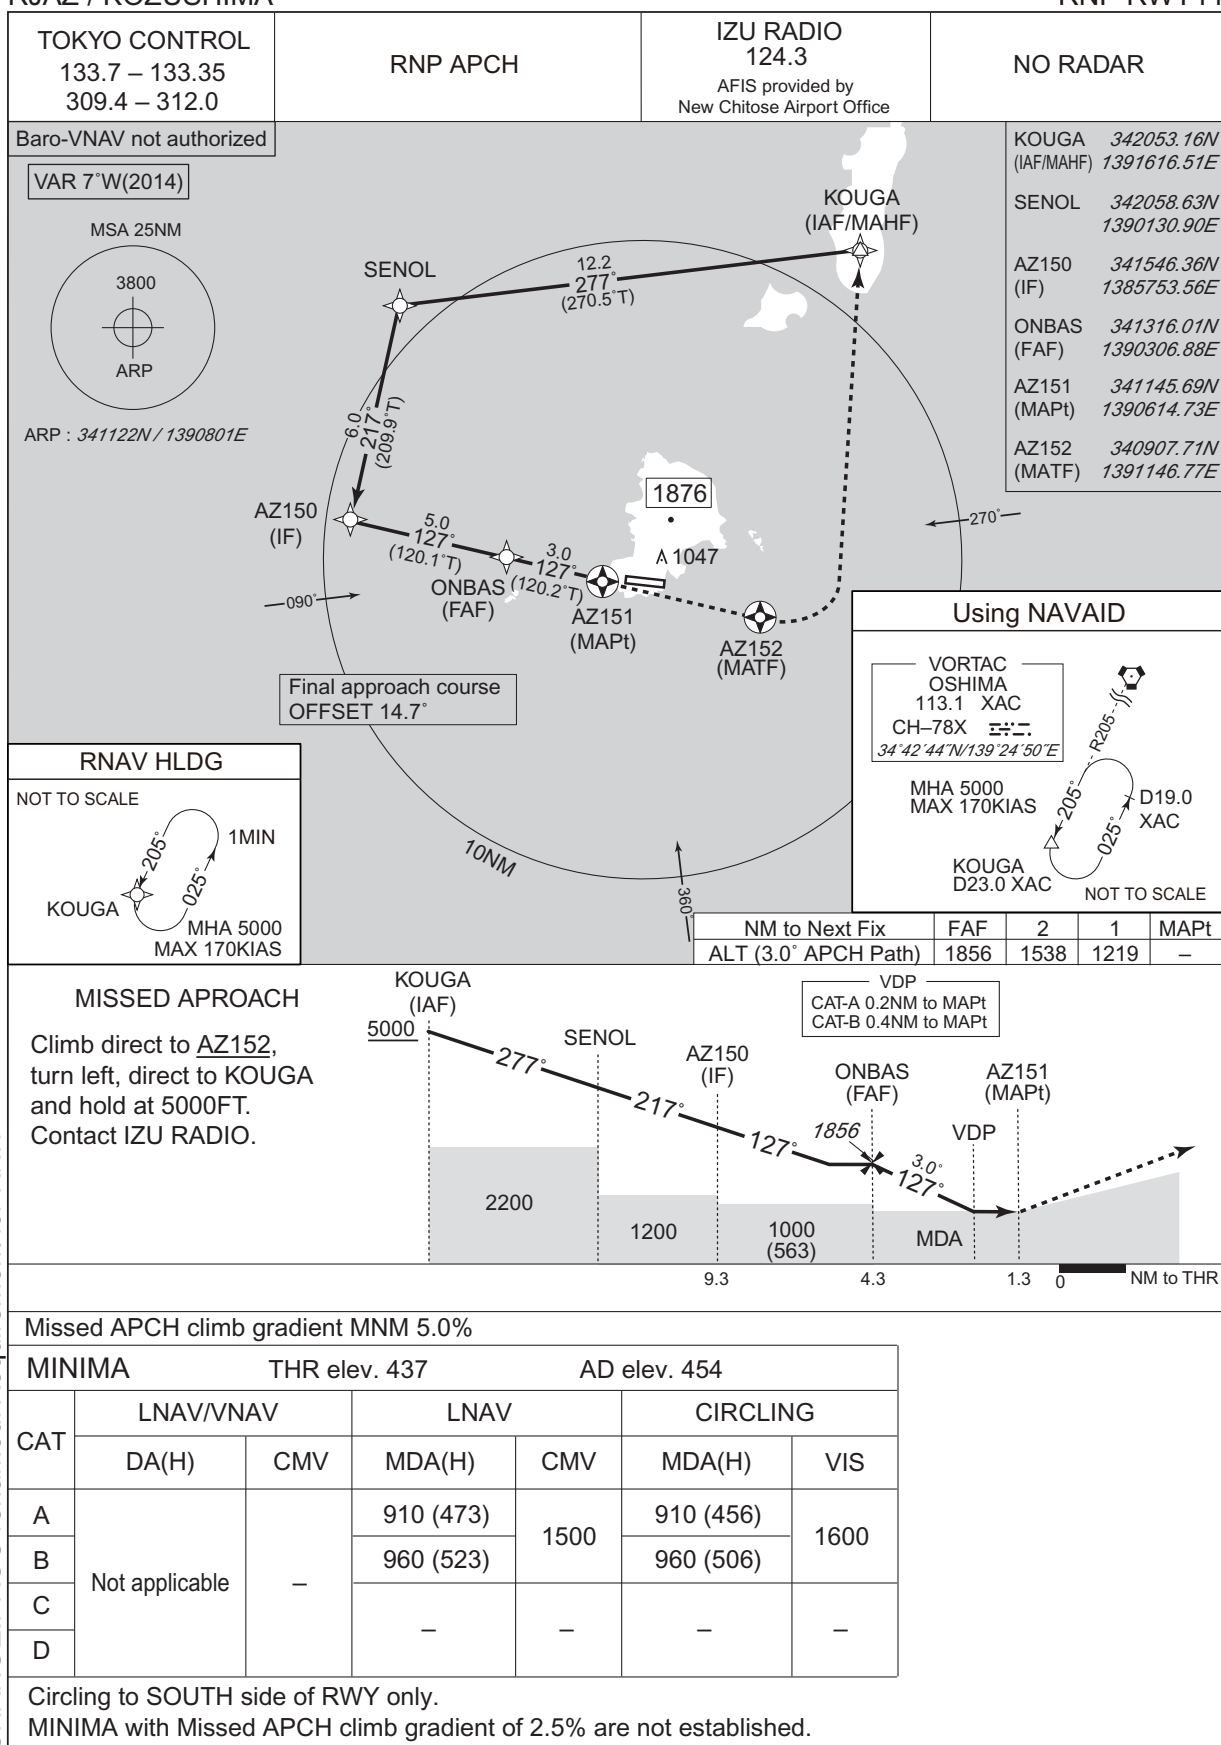 RJAZ / KOZUSHIMA
TOKYO CONTROL
133.7 – 133.35
309.4 – 312.0
RNP APCH
IZU RADIO
124.3
AFIS provided by
New Chitose Airport Office
NO RADAR
Baro-VNAV not authorized
VAR 7˚W(2014)
MSA 25NM
3800
ARP
ARP : 341122N / 1390801E
KOUGA 342053.16N
(IAF/MAHF) 1391616.51E
SENOL 342058.63N
1390130.90E
AZ150 341546.36N
(IF) 1385753.56E
ONBAS 341316.01N
(FAF) 1390306.88E
AZ151 341145.69N
(MAPt) 1390614.73E
AZ152 340907.71N
(MATF) 1391146.77E
KOUGA
(IAF/MAHF)
SENOL
12.2
277˚
(270.5˚T)
6.0
217˚
(209.9˚T)
AZ150
(IF)
5.0
127˚
(120.1˚T)
ONBAS
(FAF)
3.0
127˚
(120.2˚T)
AZ151
(MAPt)
AZ152
(MATF)
1876
1047
270˚
090˚
360˚
10NM
Final approach course
OFFSET 14.7˚
RNAV HLDG
NOT TO SCALE
205˚
025˚
1MIN
KOUGA
MHA 5000
MAX 170KIAS
Using NAVAID
VORTAC
OSHIMA
113.1 XAC
CH–78X
34˚42´44˝N/139˚24´50˝E
R205
MHA 5000
MAX 170KIAS
205˚
025˚
D19.0
XAC
KOUGA
D23.0 XAC
NOT TO SCALE
NM to Next Fix FAF 2 1 MAPt
ALT (3.0˚ APCH Path) 1856 1538 1219 –
MISSED APROACH
Climb direct to AZ152,
turn left, direct to KOUGA
and hold at 5000FT.
Contact IZU RADIO.
KOUGA
(IAF)
5000
277˚
SENOL
217˚
AZ150
(IF)
127˚
1856
ONBAS
(FAF)
3.0˚
127˚
VDP
CAT-A 0.2NM to MAPt
CAT-B 0.4NM to MAPt
VDP
AZ151
(MAPt)
2200
1200
1000
(563)
MDA
9.3 4.3 1.3 0 NM to THR
Missed APCH climb gradient MNM 5.0%
MINIMA THR elev. 437 AD elev. 454
CAT LNAV/VNAV LNAV CIRCLING
DA(H) CMV MDA(H) CMV MDA(H) VIS
A 910 (473) 1500 910 (456) 1600
B 960 (523) 960 (506)
Not applicable –
C – – – –
D
Circling to SOUTH side of RWY only.
MINIMA with Missed APCH climb gradient of 2.5% are not established.